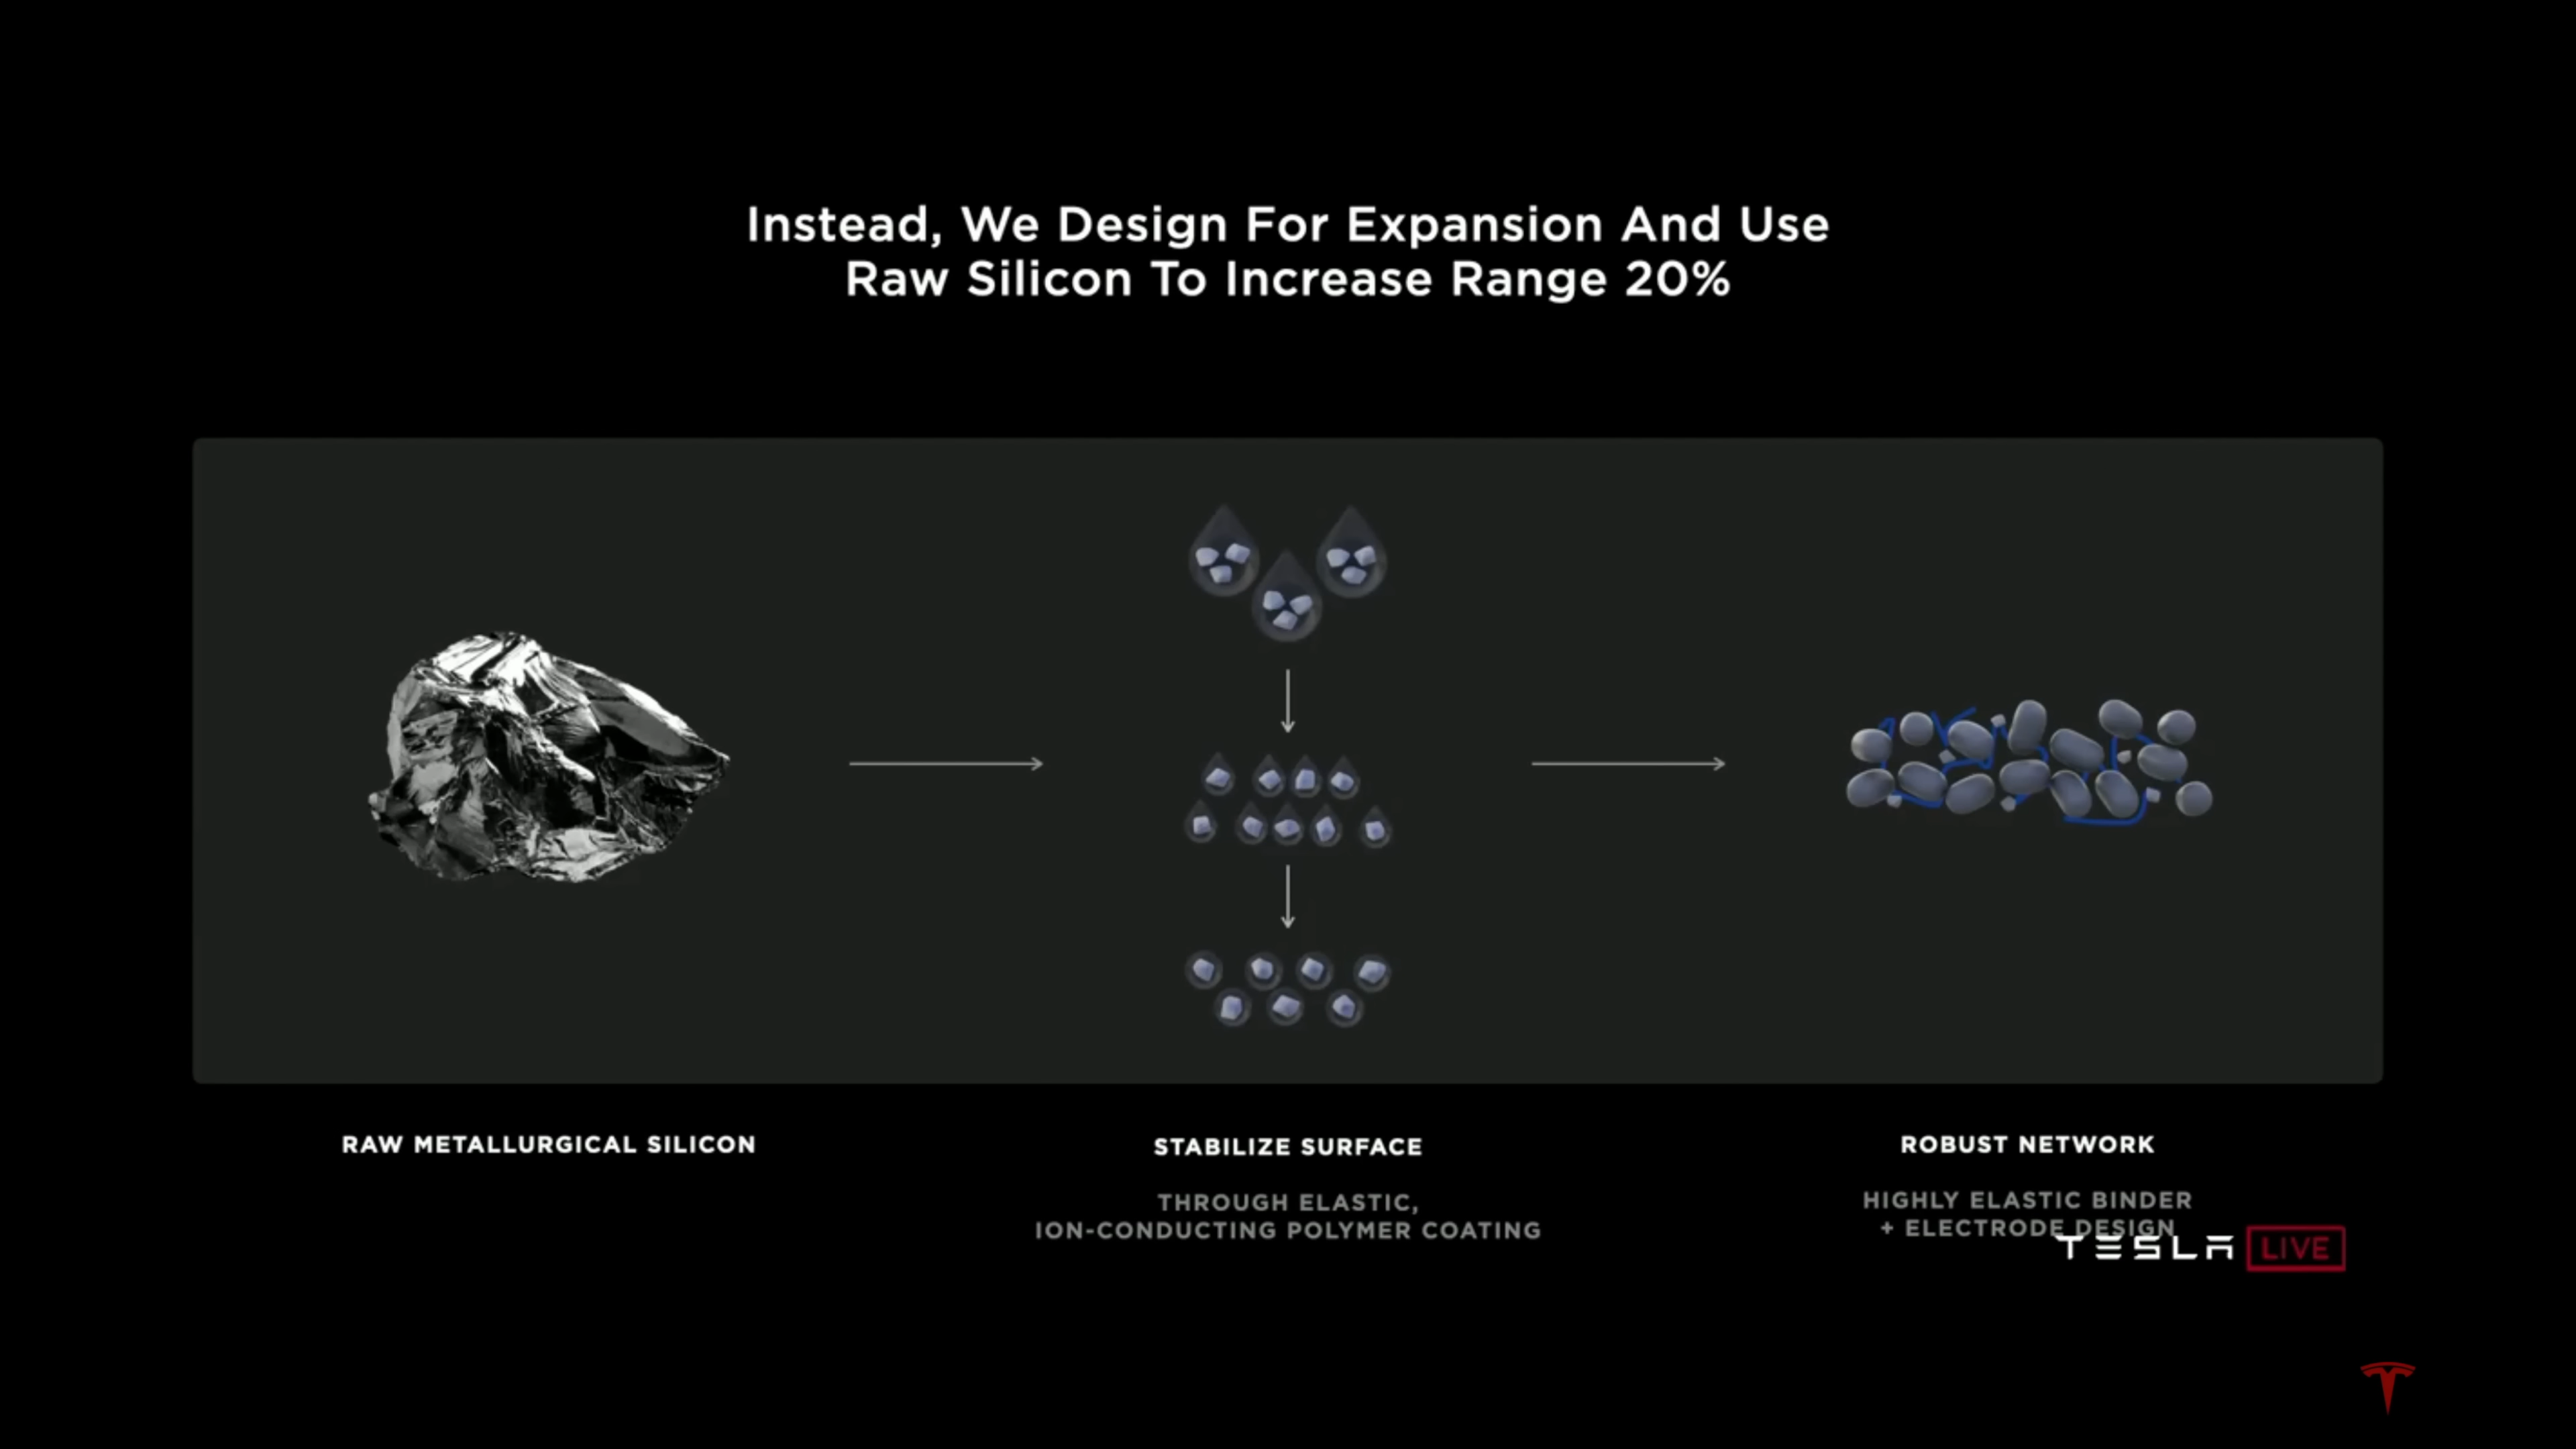 Instead, We Design For Expansion And Use
Raw Silicon To Increase Range 20%
RAW METALLURGICAL SILICON
STABILIZE SURFACE
THROUGH ELASTIC,
ION-CONDUCTING POLYMER COATING
ROBUST NETWORK
HIGHLY ELASTIC BINDER
+ ELECTRODE DESIGN
TESLA LIVE